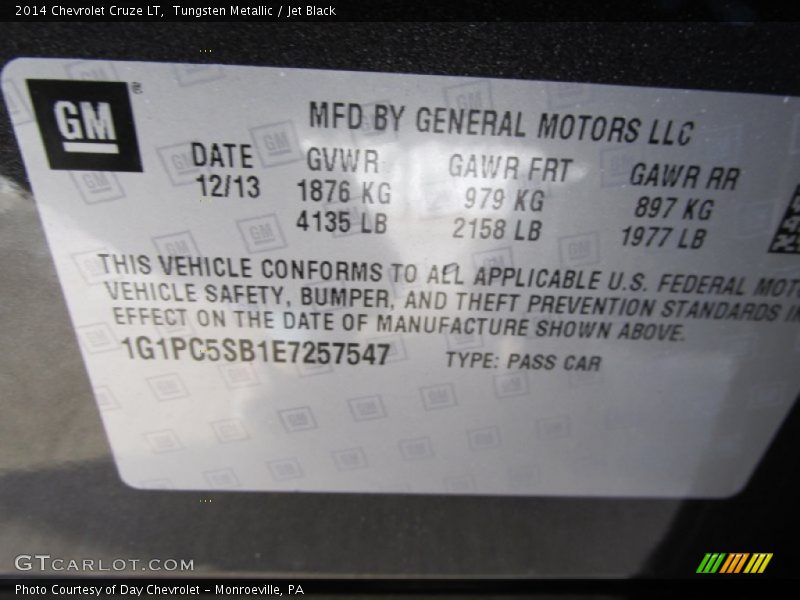 2014 Chevrolet Cruze LT, Tungsten Metallic / Jet Black
GM
MFD BY GENERAL MOTORS LLC
DATE GVWR GAWR FRT GAWR RR
12/13 1876 KG 979 KG 897 KG
4135 LB 2158 LB 1977 LB
THIS VEHICLE CONFORMS TO ALL APPLICABLE U.S. FEDERAL MOTO
VEHICLE SAFETY, BUMPER, AND THEFT PREVENTION STANDARDS IN
EFFECT ON THE DATE OF MANUFACTURE SHOWN ABOVE.
1G1PC5SB1E7257547 TYPE: PASS CAR
GTCARLOT.COM
Photo Courtesy of Day Chevrolet - Monroeville, PA